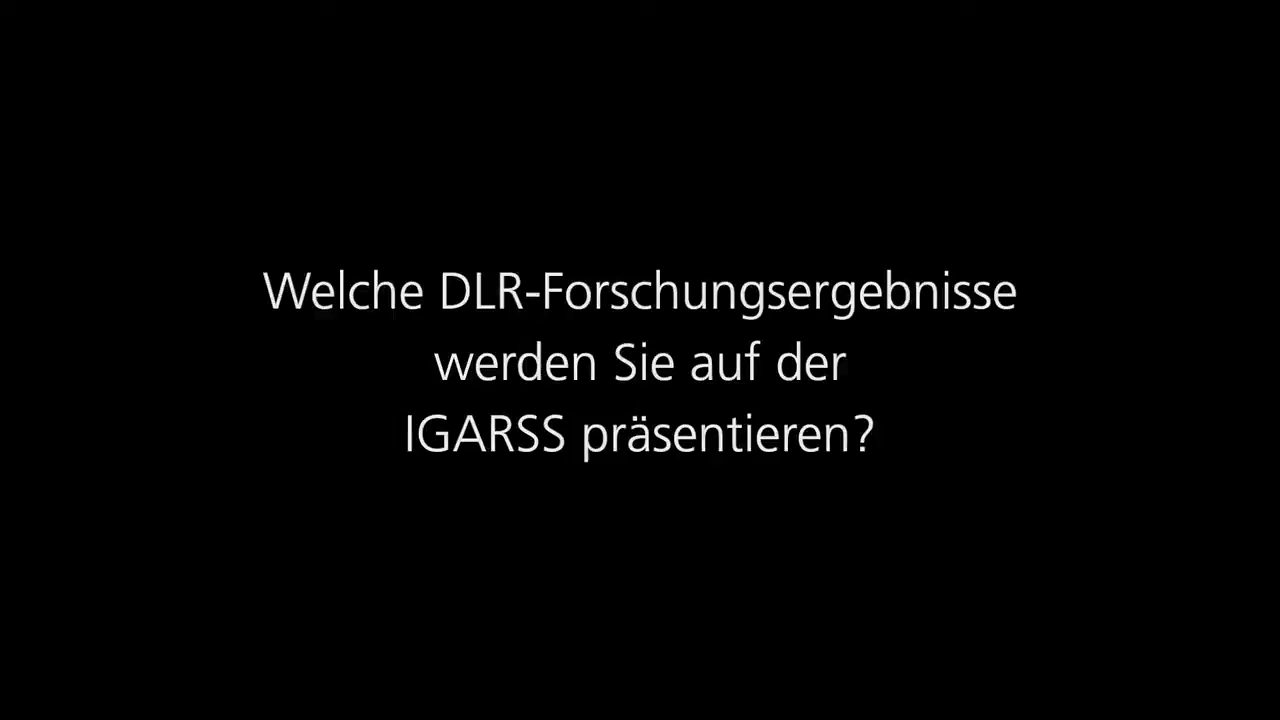 Welche DLR-Forschungsergebnisse
werden Sie auf der
IGARSS präsentieren?